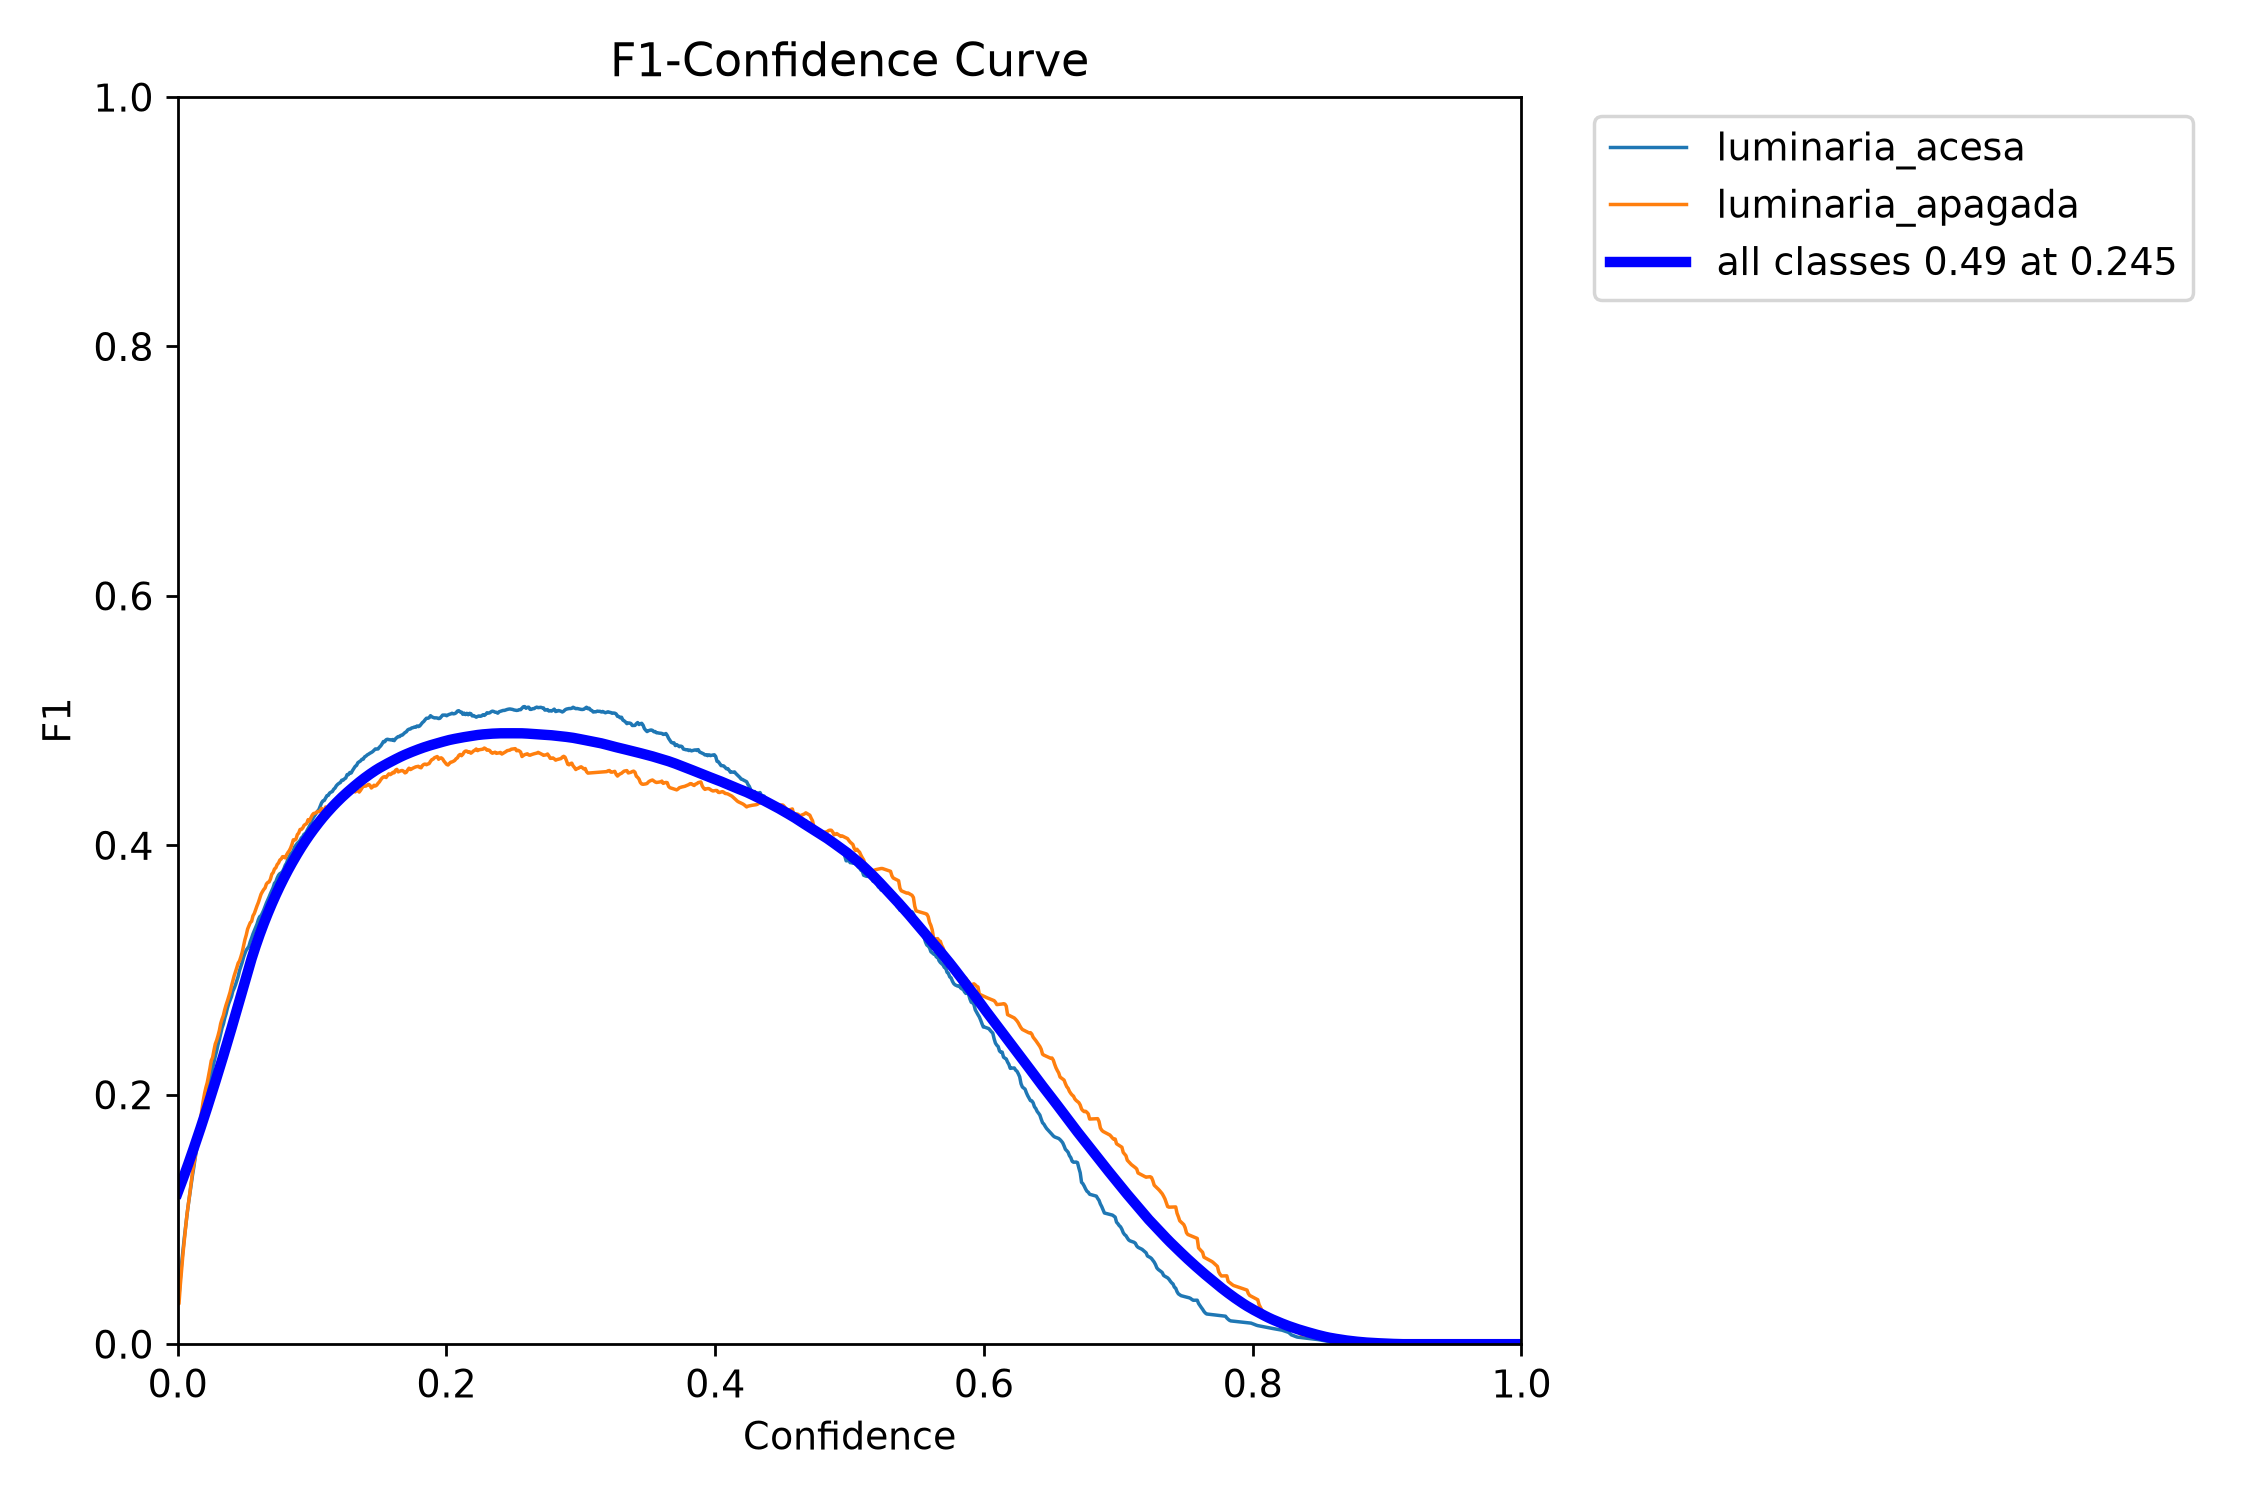 F1-Confidence Curve
luminaria_acesa
luminaria_apagada
all classes 0.49 at 0.245
1.0
0.8
0.6
0.4
0.2
0.0
F1
0.0 0.2 0.4 0.6 0.8 1.0
Confidence